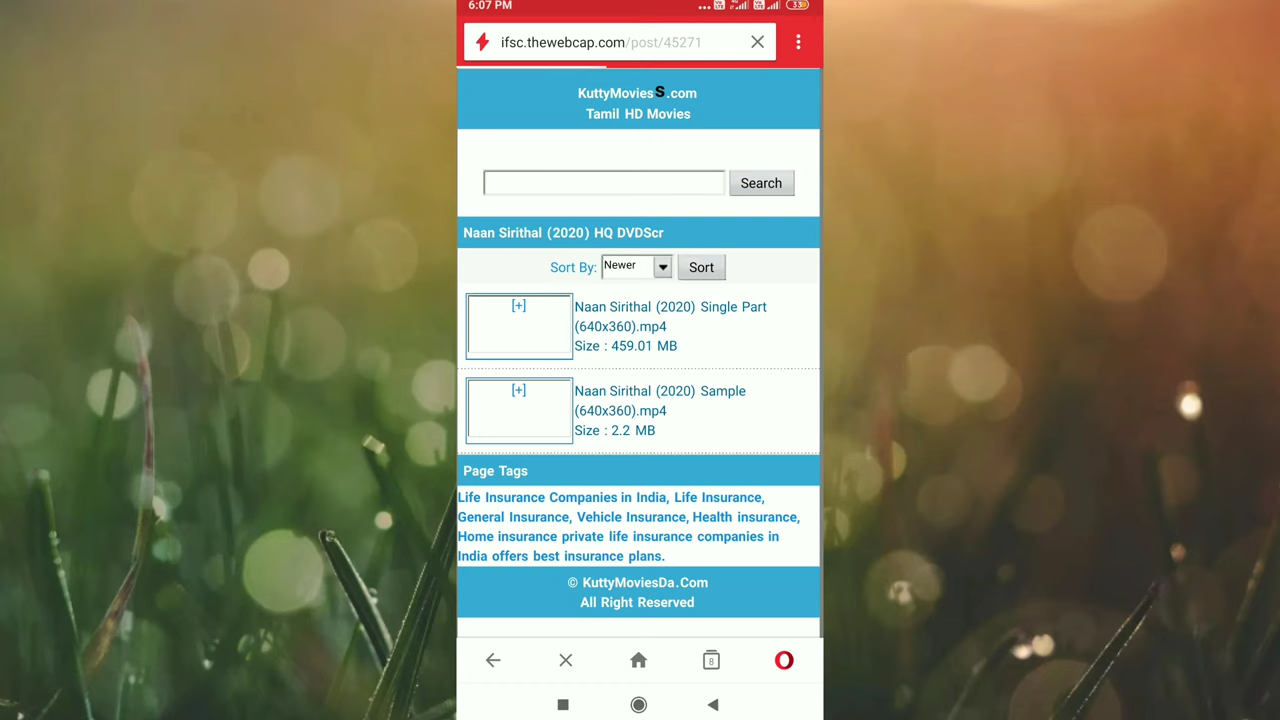 6:07 PM
33
ifsc.thewebcap.com/post/45271
KuttyMoviesS.com
Tamil HD Movies
Search
Naan Sirithal (2020) HQ DVDScr
Sort By: Newer Sort
[+]
Naan Sirithal (2020) Single Part
(640x360).mp4
Size : 459.01 MB
[+]
Naan Sirithal (2020) Sample
(640x360).mp4
Size : 2.2 MB
Page Tags
Life Insurance Companies in India, Life Insurance,
General Insurance, Vehicle Insurance, Health insurance,
Home insurance private life insurance companies in
India offers best insurance plans.
© KuttyMoviesDa.Com
All Right Reserved
8